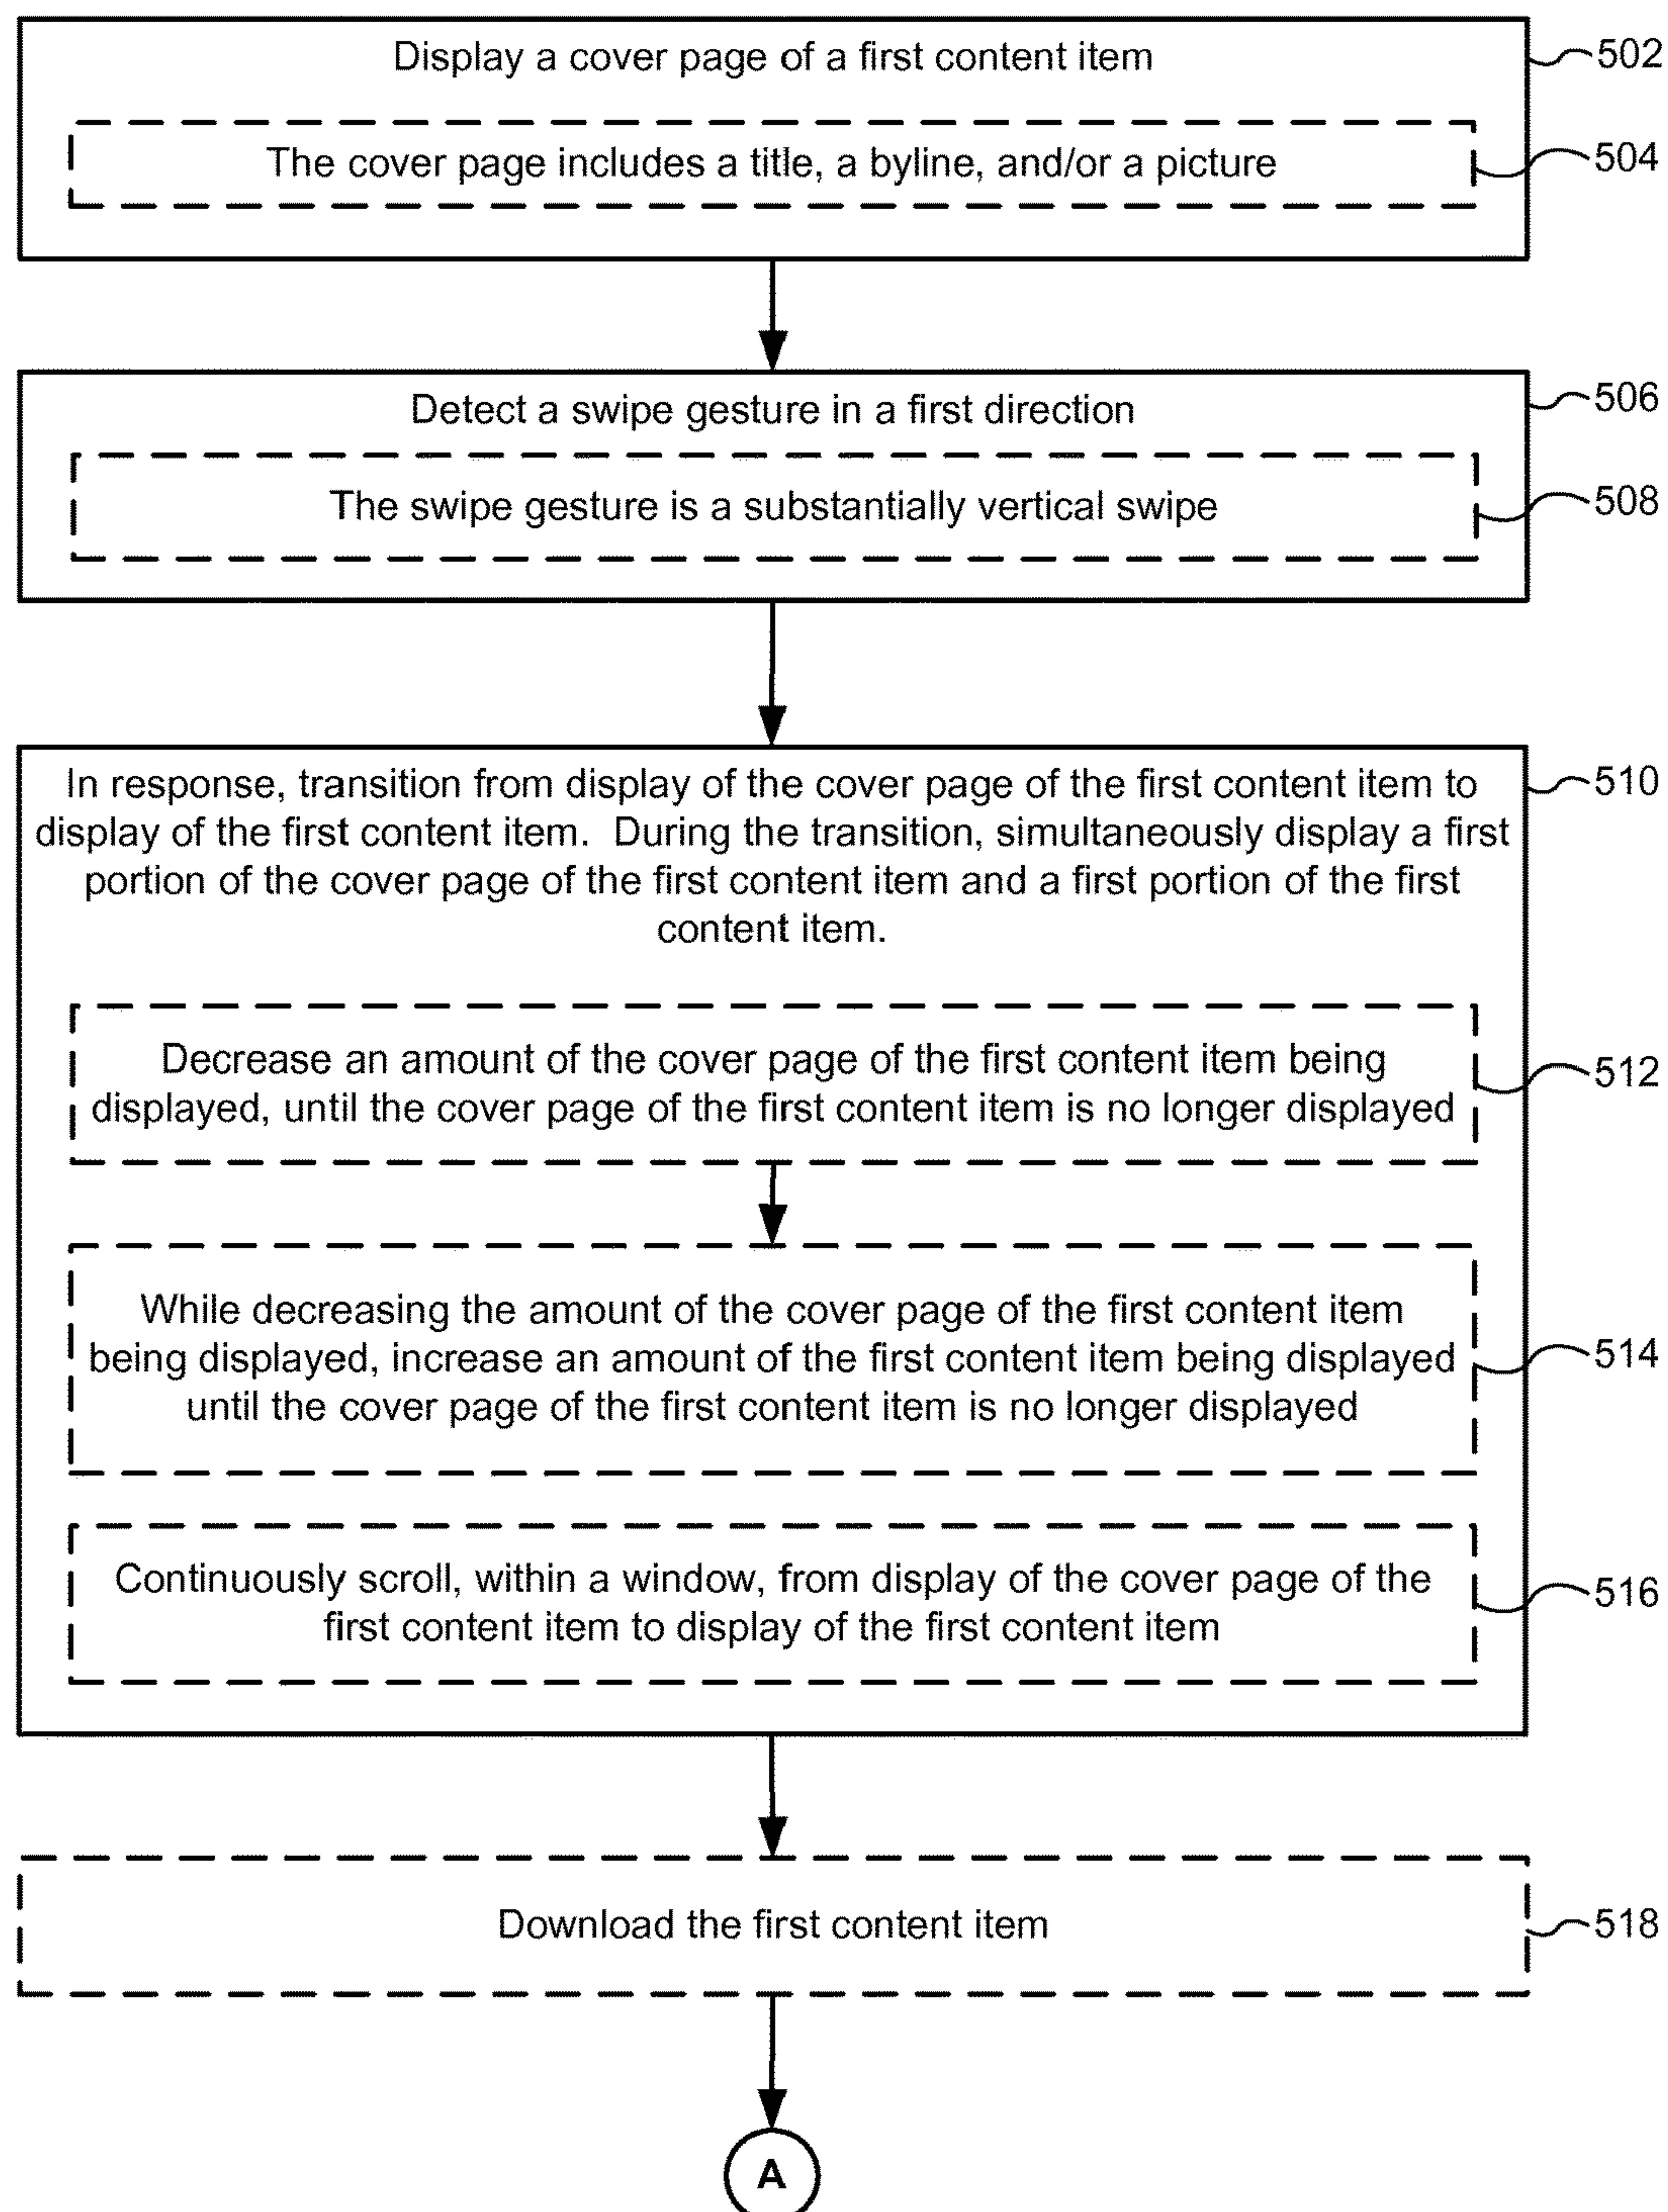 Display a cover page of a first content item
502
The cover page includes a title, a byline, and/or a picture
504
Detect a swipe gesture in a first direction
506
The swipe gesture is a substantially vertical swipe
508
In response, transition from display of the cover page of the first content item to
display of the first content item.  During the transition, simultaneously display a first
portion of the cover page of the first content item and a first portion of the first
content item.
510
Decrease an amount of the cover page of the first content item being
displayed, until the cover page of the first content item is no longer displayed
512
While decreasing the amount of the cover page of the first content item
being displayed, increase an amount of the first content item being displayed
until the cover page of the first content item is no longer displayed
514
Continuously scroll, within a window, from display of the cover page of the
first content item to display of the first content item
516
Download the first content item
518
A